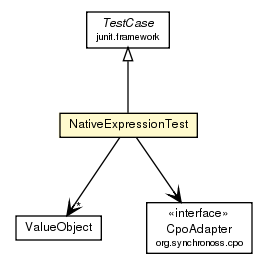 TestCase
junit.framework
NativeExpressionTest
*
ValueObject
«interface»
CpoAdapter
org.synchronoss.cpo